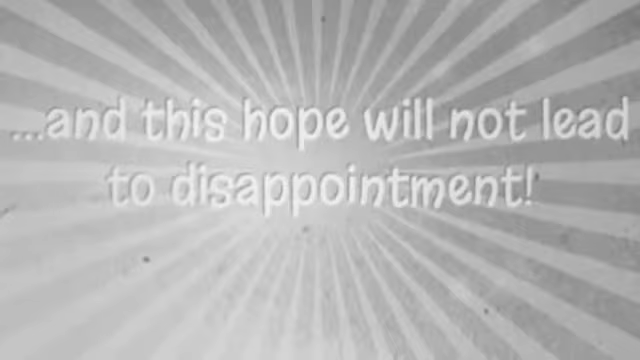 ...and this hope will not lead
to disappointment!